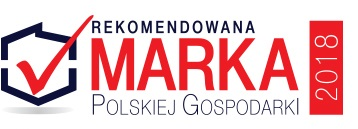 REKOMENDOWANA
MARKA
POLSKIEJ GOSPODARKI
2018